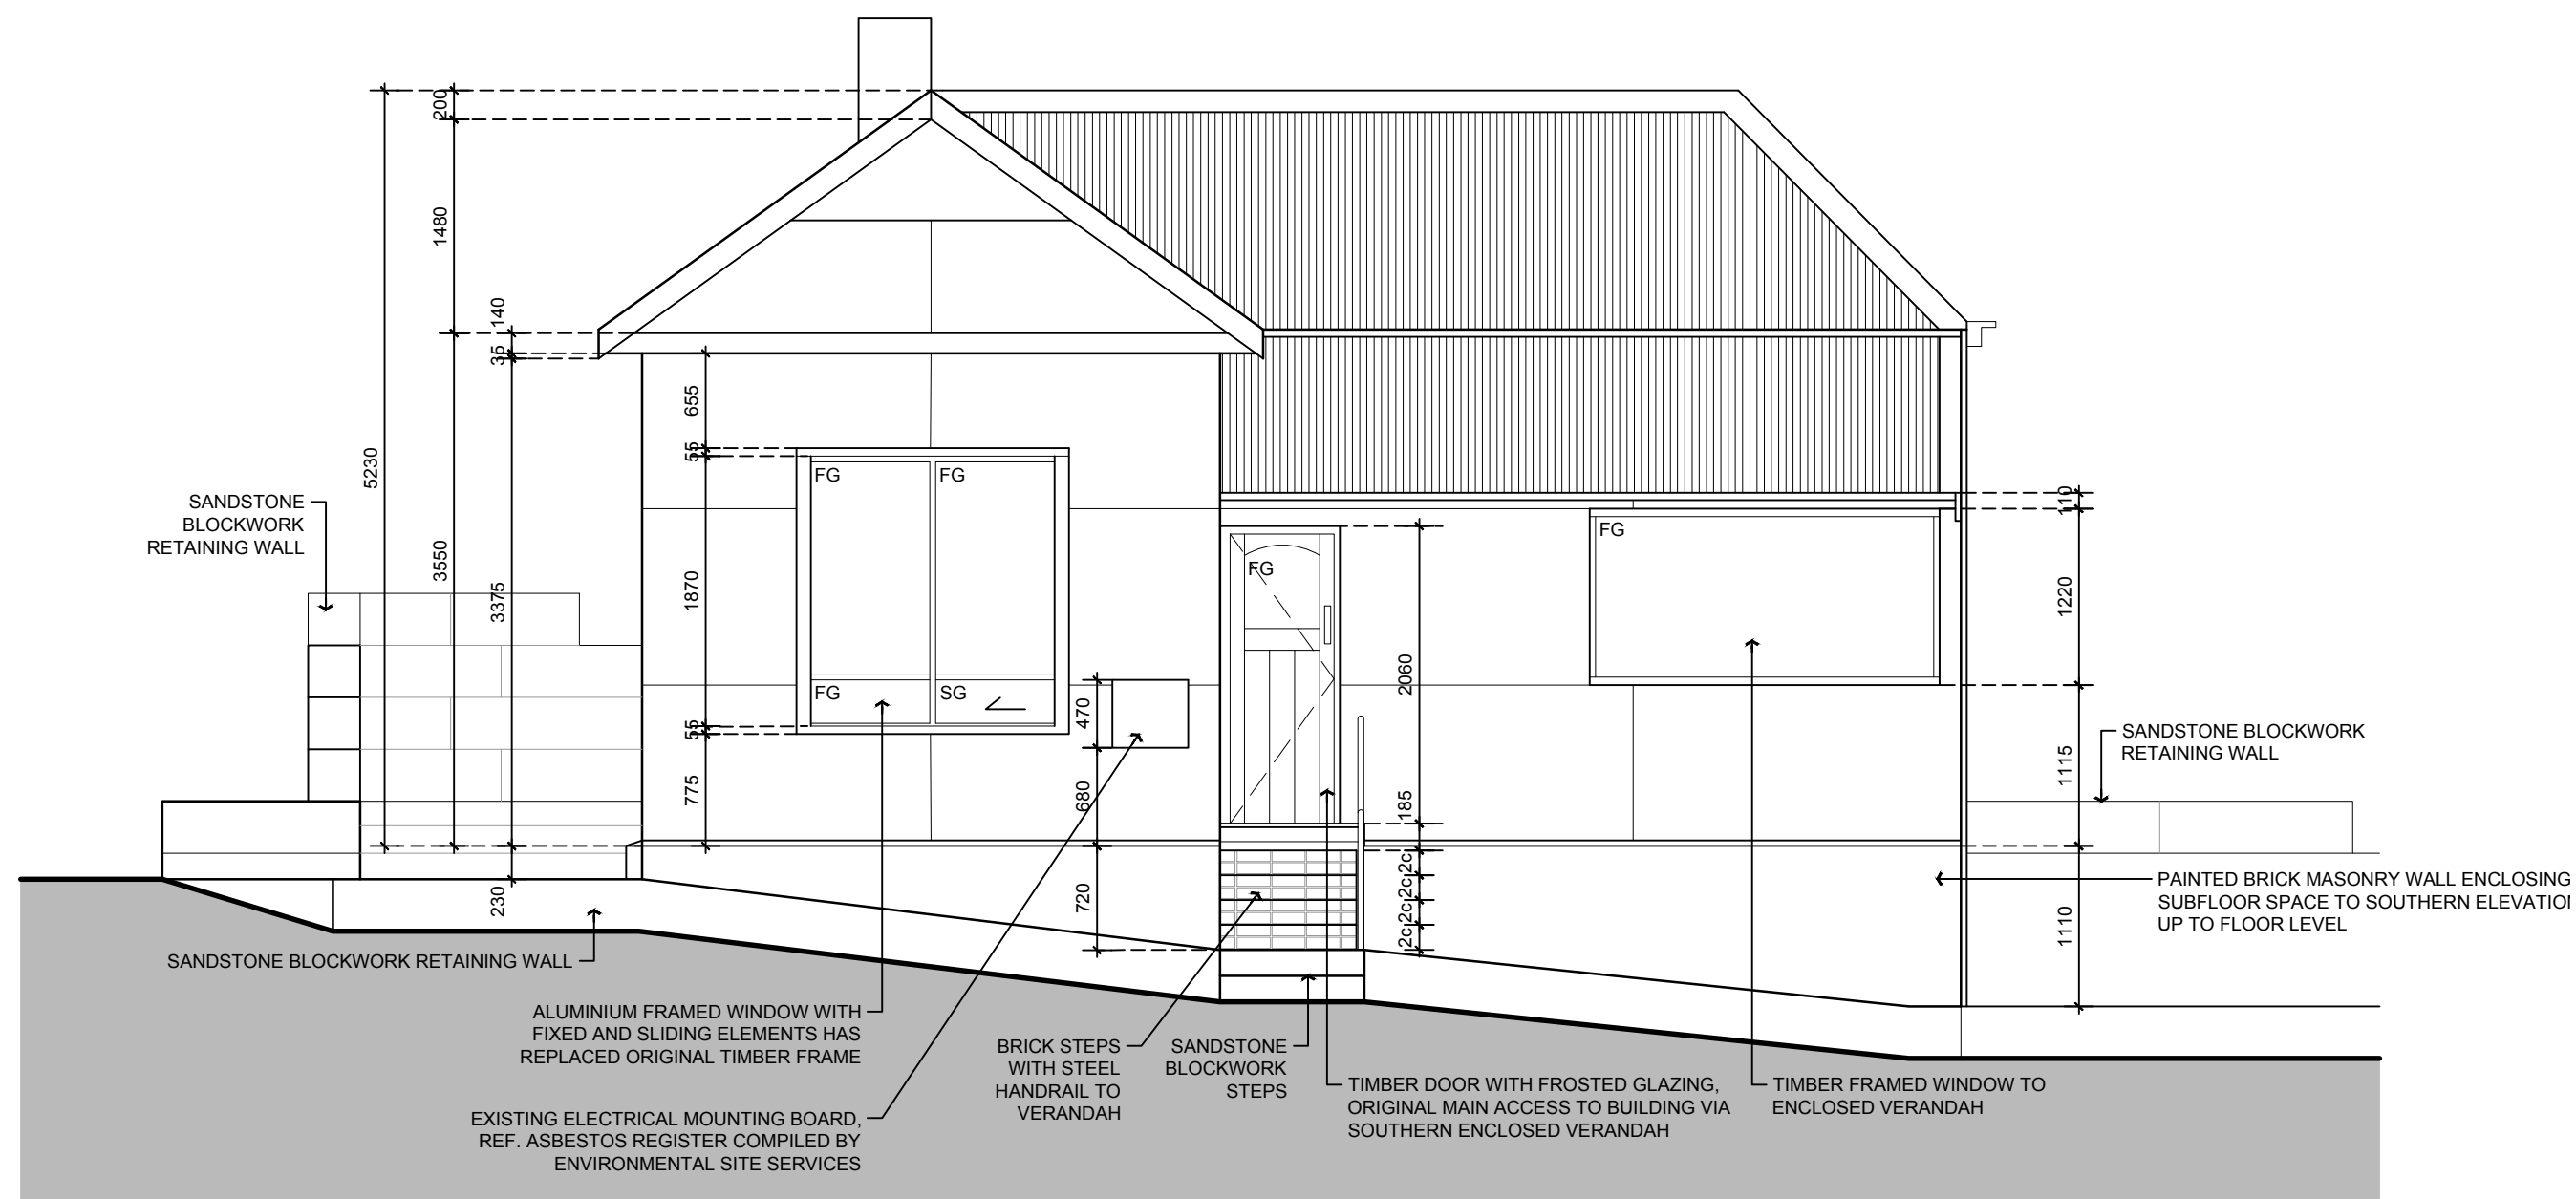 200
1480
140
35
5230
3550
3375
230
655
55
1870
55
775
FG
FG
FG
SG
470
680
720
FG
2060
185
2c
2c
2c
2c
FG
110
1220
1115
1110
SANDSTONE
BLOCKWORK
RETAINING WALL
SANDSTONE BLOCKWORK
RETAINING WALL
PAINTED BRICK MASONRY WALL ENCLOSING
SUBFLOOR SPACE TO SOUTHERN ELEVATIO
UP TO FLOOR LEVEL
SANDSTONE BLOCKWORK RETAINING WALL
ALUMINIUM FRAMED WINDOW WITH
FIXED AND SLIDING ELEMENTS HAS
REPLACED ORIGINAL TIMBER FRAME
EXISTING ELECTRICAL MOUNTING BOARD,
REF. ASBESTOS REGISTER COMPILED BY
ENVIRONMENTAL SITE SERVICES
BRICK STEPS
WITH STEEL
HANDRAIL TO
VERANDAH
SANDSTONE
BLOCKWORK
STEPS
TIMBER DOOR WITH FROSTED GLAZING,
ORIGINAL MAIN ACCESS TO BUILDING VIA
SOUTHERN ENCLOSED VERANDAH
TIMBER FRAMED WINDOW TO
ENCLOSED VERANDAH